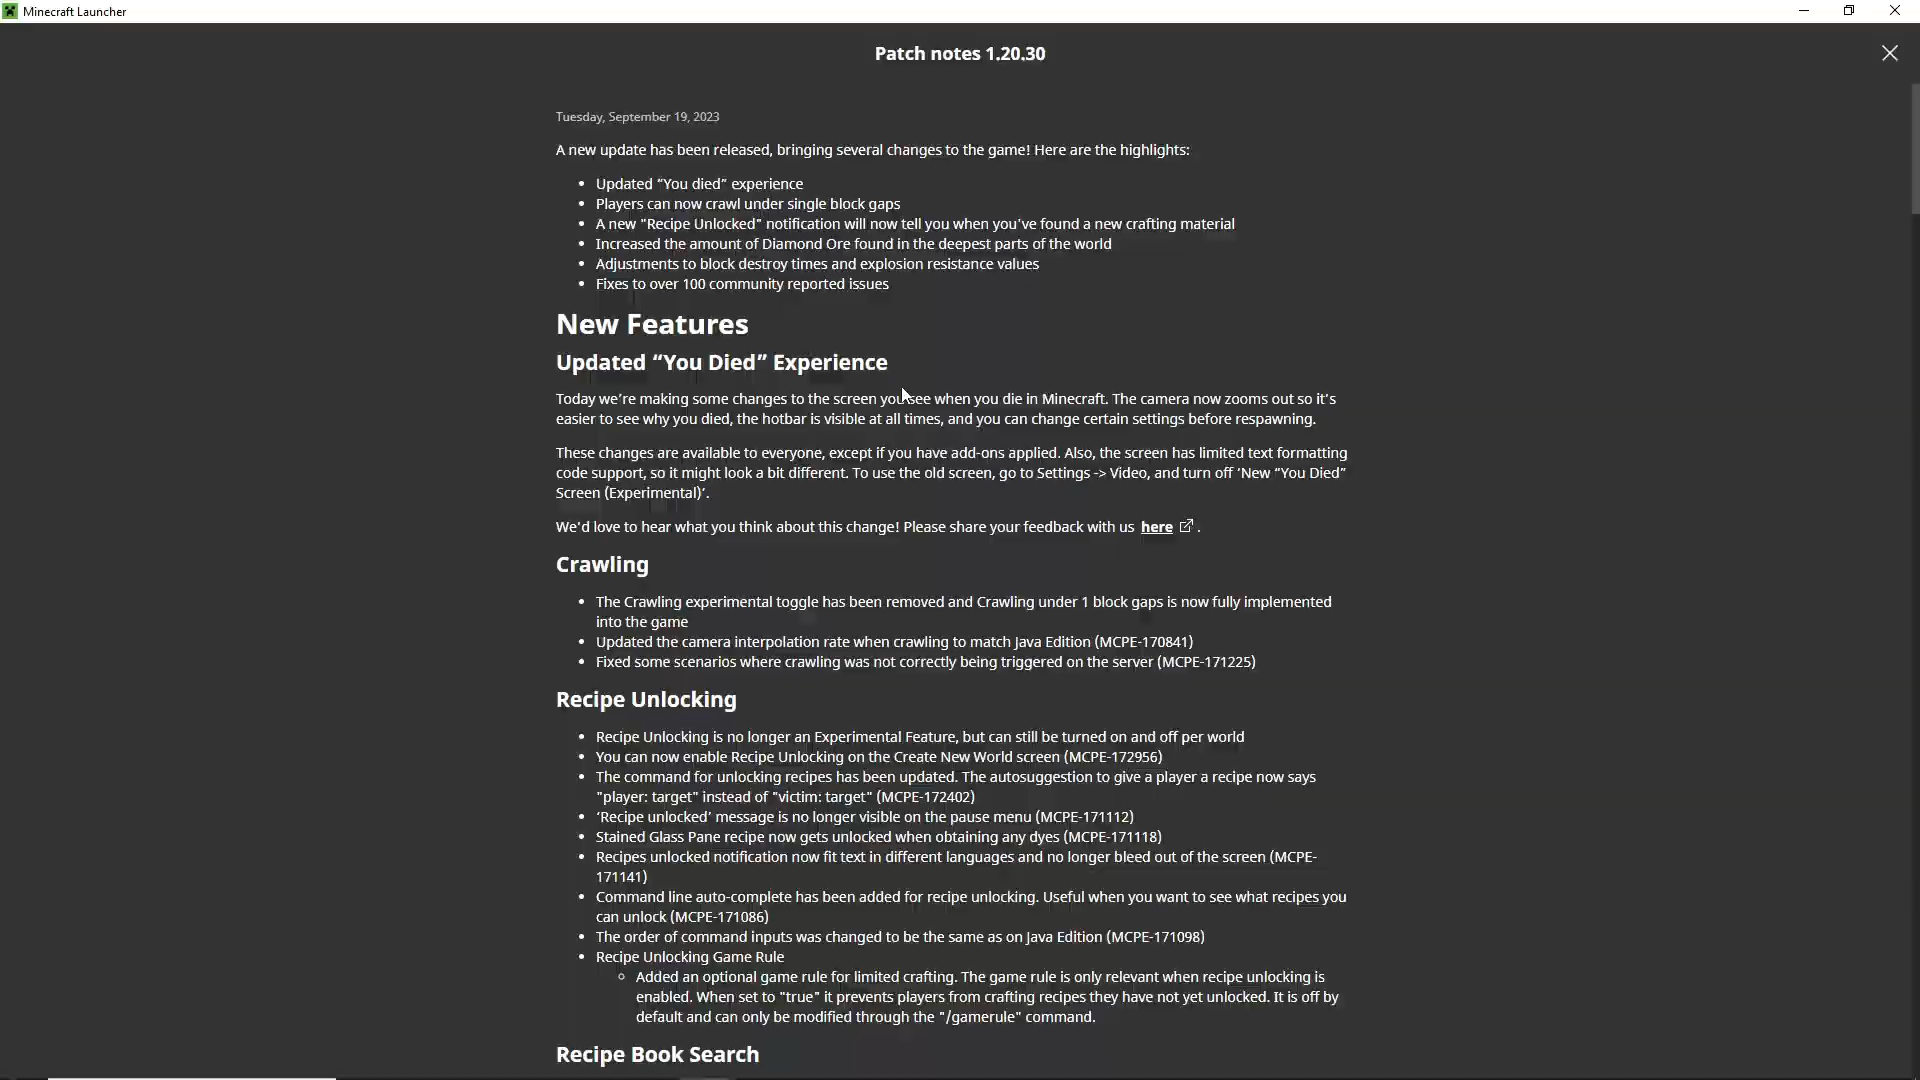 Minecraft Launcher
Patch notes 1.20.30
Tuesday, September 19, 2023
A new update has been released, bringing several changes to the game! Here are the highlights:
• Updated “You died” experience
• Players can now crawl under single block gaps
• A new "Recipe Unlocked" notification will now tell you when you've found a new crafting material
• Increased the amount of Diamond Ore found in the deepest parts of the world
• Adjustments to block destroy times and explosion resistance values
• Fixes to over 100 community reported issues
New Features
Updated “You Died” Experience
Today we’re making some changes to the screen you see when you die in Minecraft. The camera now zooms out so it’s
easier to see why you died, the hotbar is visible at all times, and you can change certain settings before respawning.
These changes are available to everyone, except if you have add-ons applied. Also, the screen has limited text formatting
code support, so it might look a bit different. To use the old screen, go to Settings -> Video, and turn off ‘New “You Died”
Screen (Experimental)’.
We’d love to hear what you think about this change! Please share your feedback with us here .
Crawling
• The Crawling experimental toggle has been removed and Crawling under 1 block gaps is now fully implemented
into the game
• Updated the camera interpolation rate when crawling to match Java Edition (MCPE-170841)
• Fixed some scenarios where crawling was not correctly being triggered on the server (MCPE-171225)
Recipe Unlocking
• Recipe Unlocking is no longer an Experimental Feature, but can still be turned on and off per world
• You can now enable Recipe Unlocking on the Create New World screen (MCPE-172956)
• The command for unlocking recipes has been updated. The autosuggestion to give a player a recipe now says
"player: target" instead of "victim: target" (MCPE-172402)
• ‘Recipe unlocked’ message is no longer visible on the pause menu (MCPE-171112)
• Stained Glass Pane recipe now gets unlocked when obtaining any dyes (MCPE-171118)
• Recipes unlocked notification now fit text in different languages and no longer bleed out of the screen (MCPE-
171141)
• Command line auto-complete has been added for recipe unlocking. Useful when you want to see what recipes you
can unlock (MCPE-171086)
• The order of command inputs was changed to be the same as on Java Edition (MCPE-171098)
• Recipe Unlocking Game Rule
◦ Added an optional game rule for limited crafting. The game rule is only relevant when recipe unlocking is
enabled. When set to "true" it prevents players from crafting recipes they have not yet unlocked. It is off by
default and can only be modified through the "/gamerule" command.
Recipe Book Search